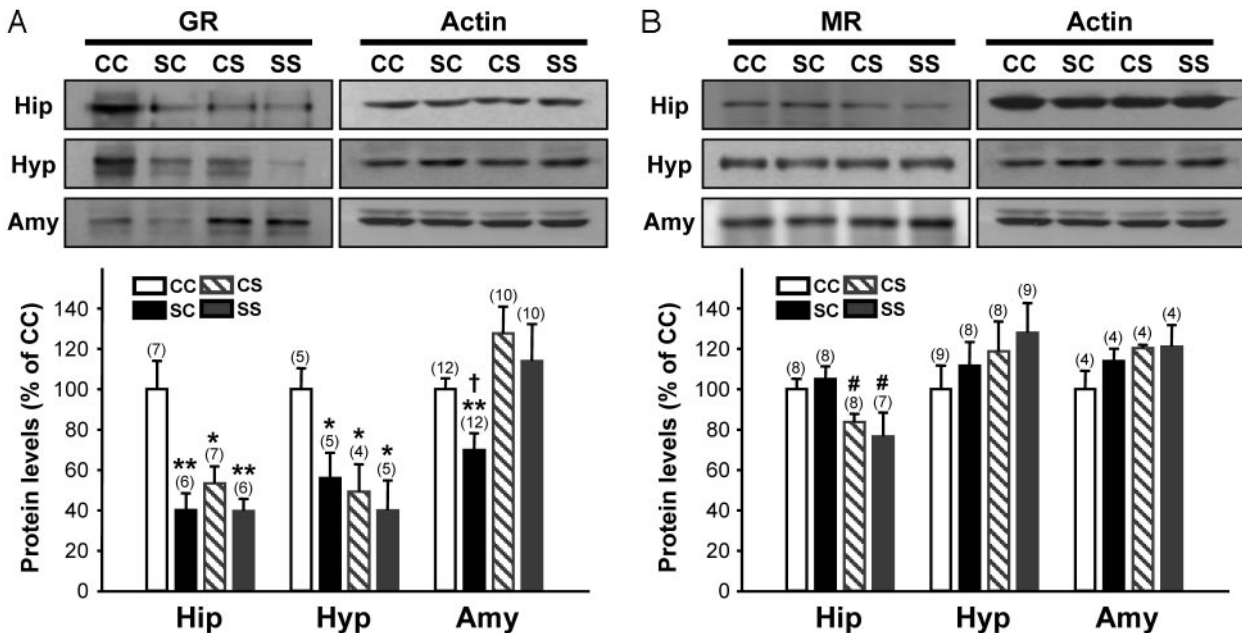 A
GR
Actin
CC SC CS SS
CC SC CS SS
Hip
Hyp
Amy
Protein levels (% of CC)
140
120
100
80
60
40
20
0
CC
CS
SC
SS
(7)
**
(6)
*
(7)
**
(6)
(5)
*
(5)
*
(4)
*
(5)
(12)
†
**
(12)
(10)
(10)
Hip
Hyp
Amy
B
MR
Actin
CC SC CS SS
CC SC CS SS
Hip
Hyp
Amy
Protein levels (% of CC)
140
120
100
80
60
40
20
0
CC
CS
SC
SS
(8)
(8)
#
(8)
#
(7)
(9)
(8)
(8)
(9)
(4)
(4)
(4)
(4)
Hip
Hyp
Amy